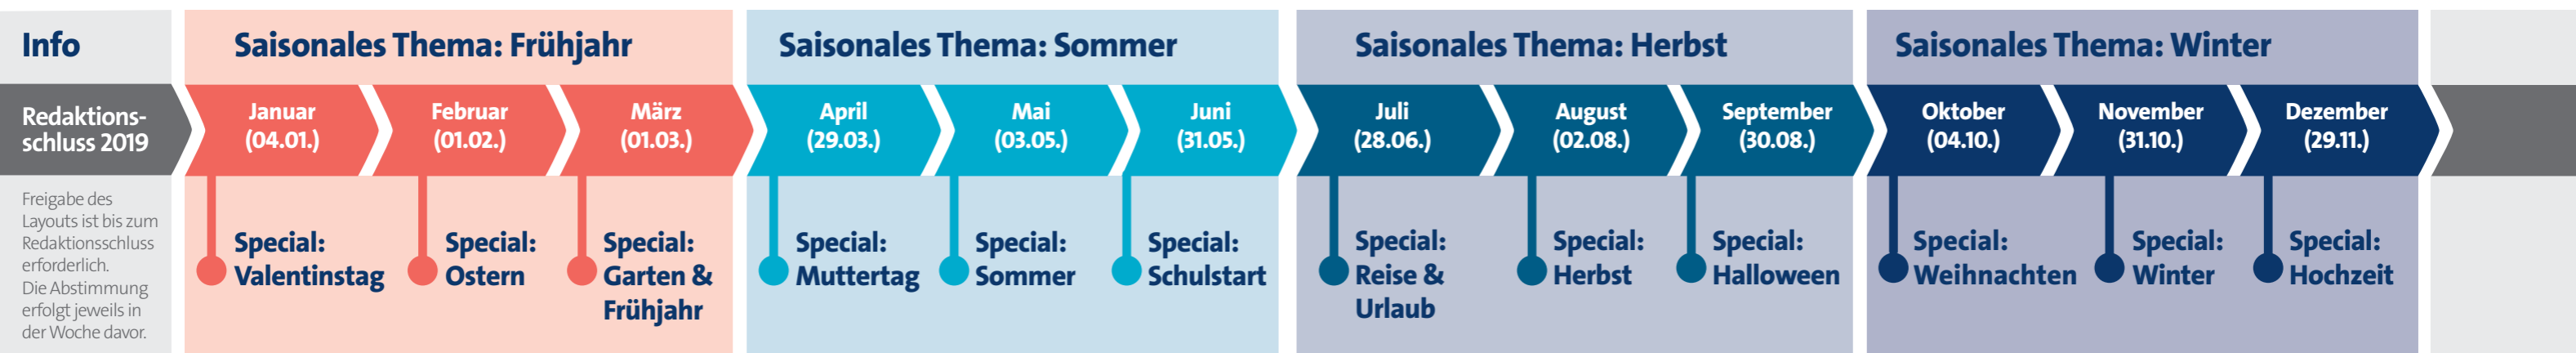 Info
Redaktions-
schluss 2019
Freigabe des
Layouts ist bis zum
Redaktionsschluss
erforderlich.
Die Abstimmung
erfolgt jeweils in
der Woche davor.
Saisonales Thema: Frühjahr
Januar
(04.01.)
Februar
(01.02.)
März
(01.03.)
Special:
Valentinstag
Special:
Ostern
Special:
Garten &
Frühjahr
Saisonales Thema: Sommer
April
(29.03.)
Mai
(03.05.)
Juni
(31.05.)
Special:
Muttertag
Special:
Sommer
Special:
Schulstart
Saisonales Thema: Herbst
Juli
(28.06.)
August
(02.08.)
September
(30.08.)
Special:
Reise &
Urlaub
Special:
Herbst
Special:
Halloween
Saisonales Thema: Winter
Oktober
(04.10.)
November
(31.10.)
Dezember
(29.11.)
Special:
Weihnachten
Special:
Winter
Special:
Hochzeit